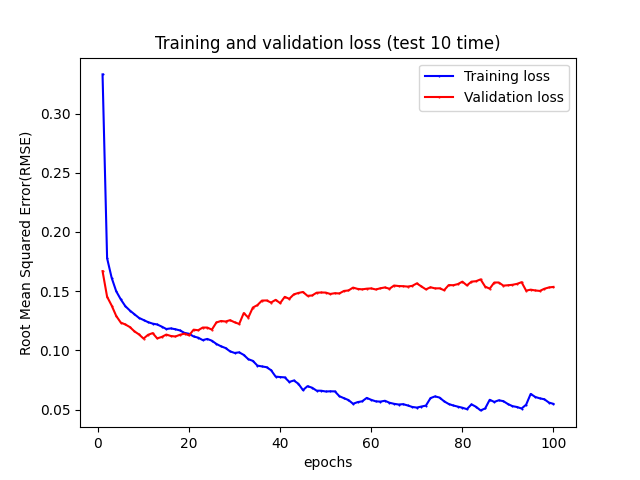 Training and validation loss (test 10 time)
Training loss
Validation loss
Root Mean Squared Error(RMSE)
0.30
0.25
0.20
0.15
0.10
0.05
0
20
40
60
80
100
epochs